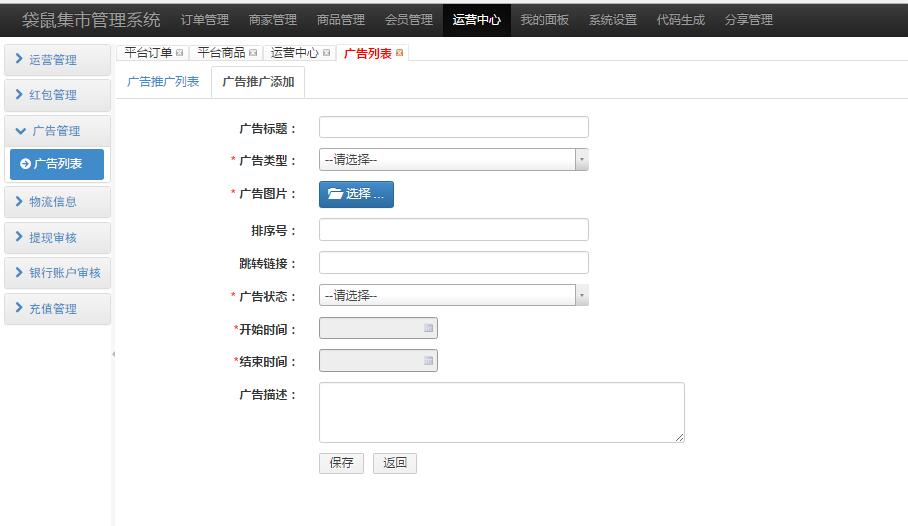 袋鼠集市管理系统 订单管理 商家管理 商品管理 会员管理 运营中心 我的面板 系统设置 代码生成 分享管理
运营管理
红包管理
广告管理
广告列表
物流信息
提现审核
银行账户审核
充值管理
平台订单 平台商品 运营中心 广告列表
广告推广列表 广告推广添加
广告标题：
* 广告类型： --请选择--
* 广告图片： 选择 ...
排序号：
跳转链接：
* 广告状态： --请选择--
*开始时间：
*结束时间：
广告描述：
保存 返回